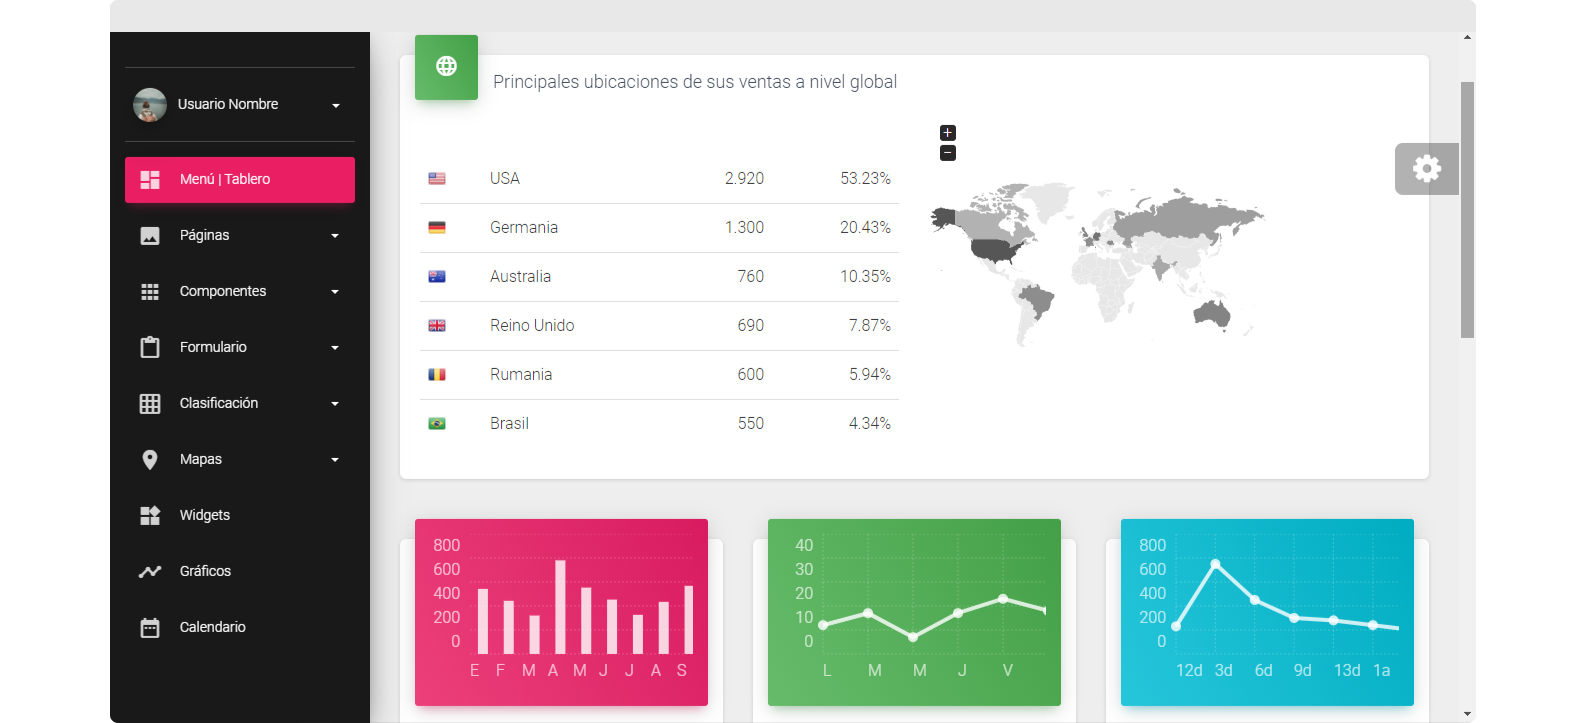 Usuario Nombre
Menú | Tablero
Páginas
Componentes
Formulario
Clasificación
Mapas
Widgets
Gráficos
Calendario
Principales ubicaciones de sus ventas a nivel global
+
−
USA 2.920 53.23%
Germania 1.300 20.43%
Australia 760 10.35%
Reino Unido 690 7.87%
Rumania 600 5.94%
Brasil 550 4.34%
800
600
400
200
0
E F M A M J J A S
40
30
20
10
0
L M M J V
800
600
400
200
0
12d 3d 6d 9d 13d 1a